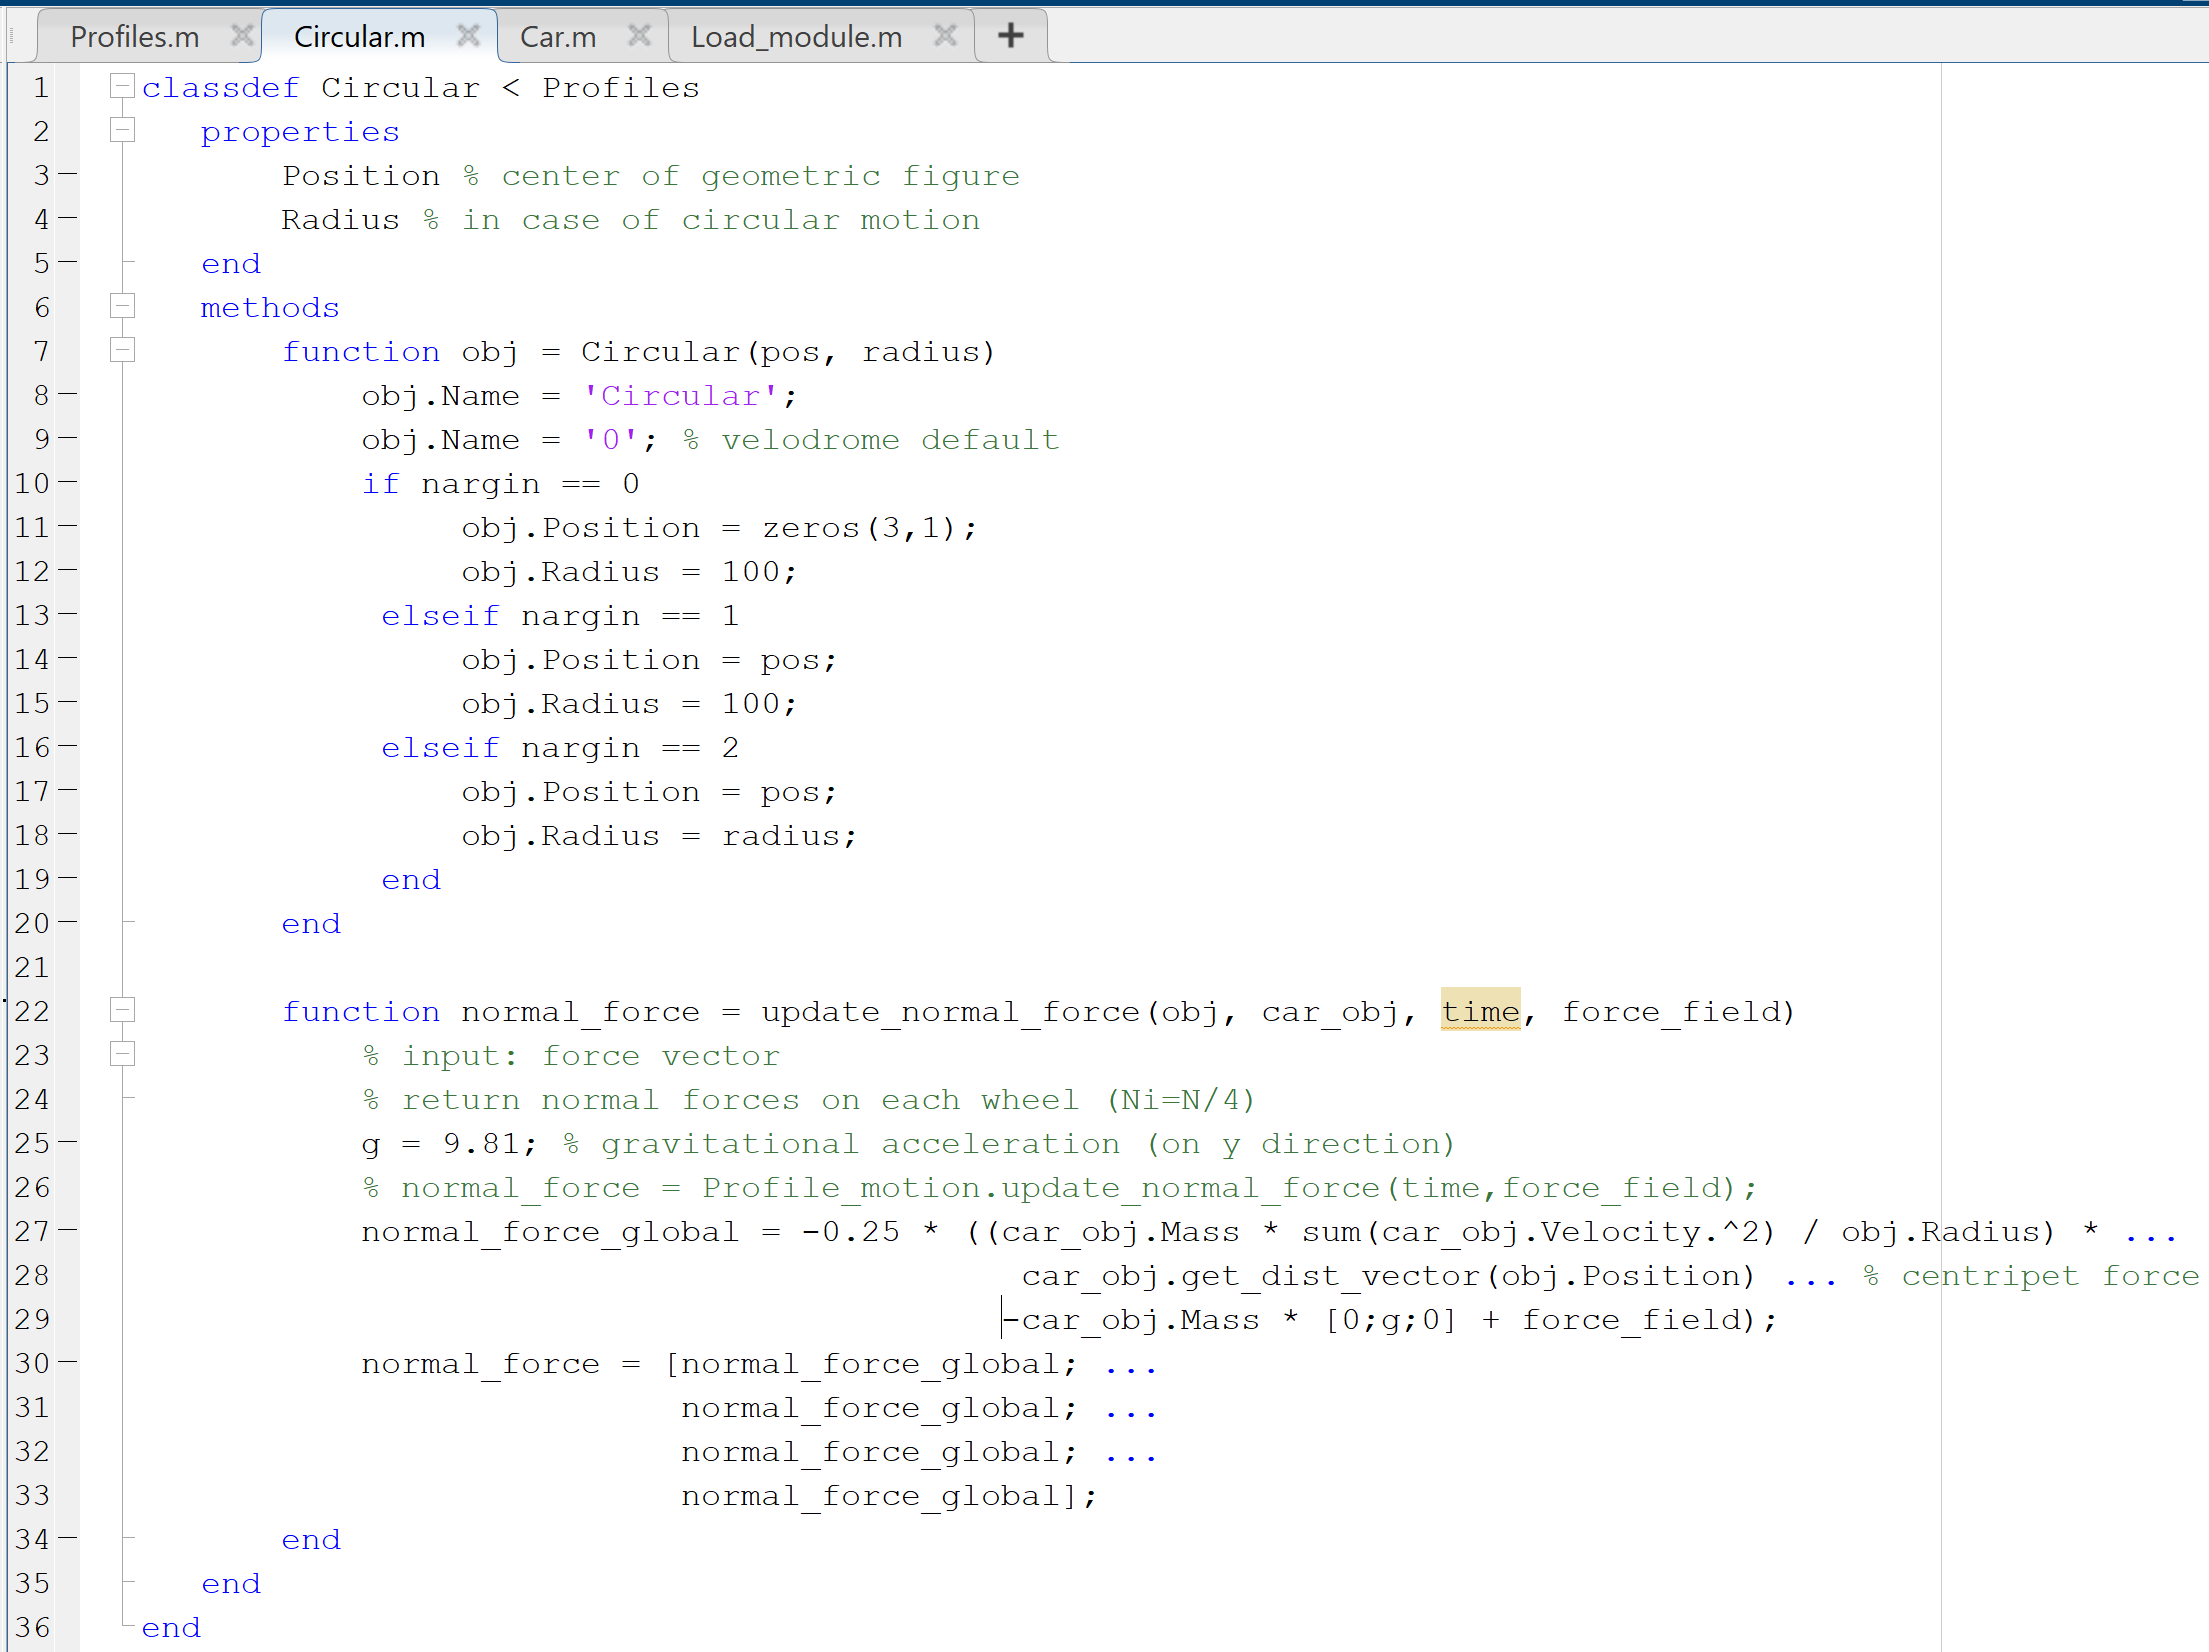 Profiles.m Circular.m Car.m Load_module.m
1 classdef Circular < Profiles
2 properties
3 Position % center of geometric figure
4 Radius % in case of circular motion
5 end
6 methods
7 function obj = Circular(pos, radius)
8 obj.Name = 'Circular';
9 obj.Name = '0'; % velodrome default
10 if nargin == 0
11 obj.Position = zeros(3,1);
12 obj.Radius = 100;
13 elseif nargin == 1
14 obj.Position = pos;
15 obj.Radius = 100;
16 elseif nargin == 2
17 obj.Position = pos;
18 obj.Radius = radius;
19 end
20 end
21
22 function normal_force = update_normal_force(obj, car_obj, time, force_field)
23 % input: force vector
24 % return normal forces on each wheel (Ni=N/4)
25 g = 9.81; % gravitational acceleration (on y direction)
26 % normal_force = Profile_motion.update_normal_force(time,force_field);
27 normal_force_global = -0.25 * ((car_obj.Mass * sum(car_obj.Velocity.^2) / obj.Radius) * ...
28 car_obj.get_dist_vector(obj.Position) ... % centripet force
29 -car_obj.Mass * [0;g;0] + force_field);
30 normal_force = [normal_force_global; ...
31 normal_force_global; ...
32 normal_force_global; ...
33 normal_force_global];
34 end
35 end
36 end